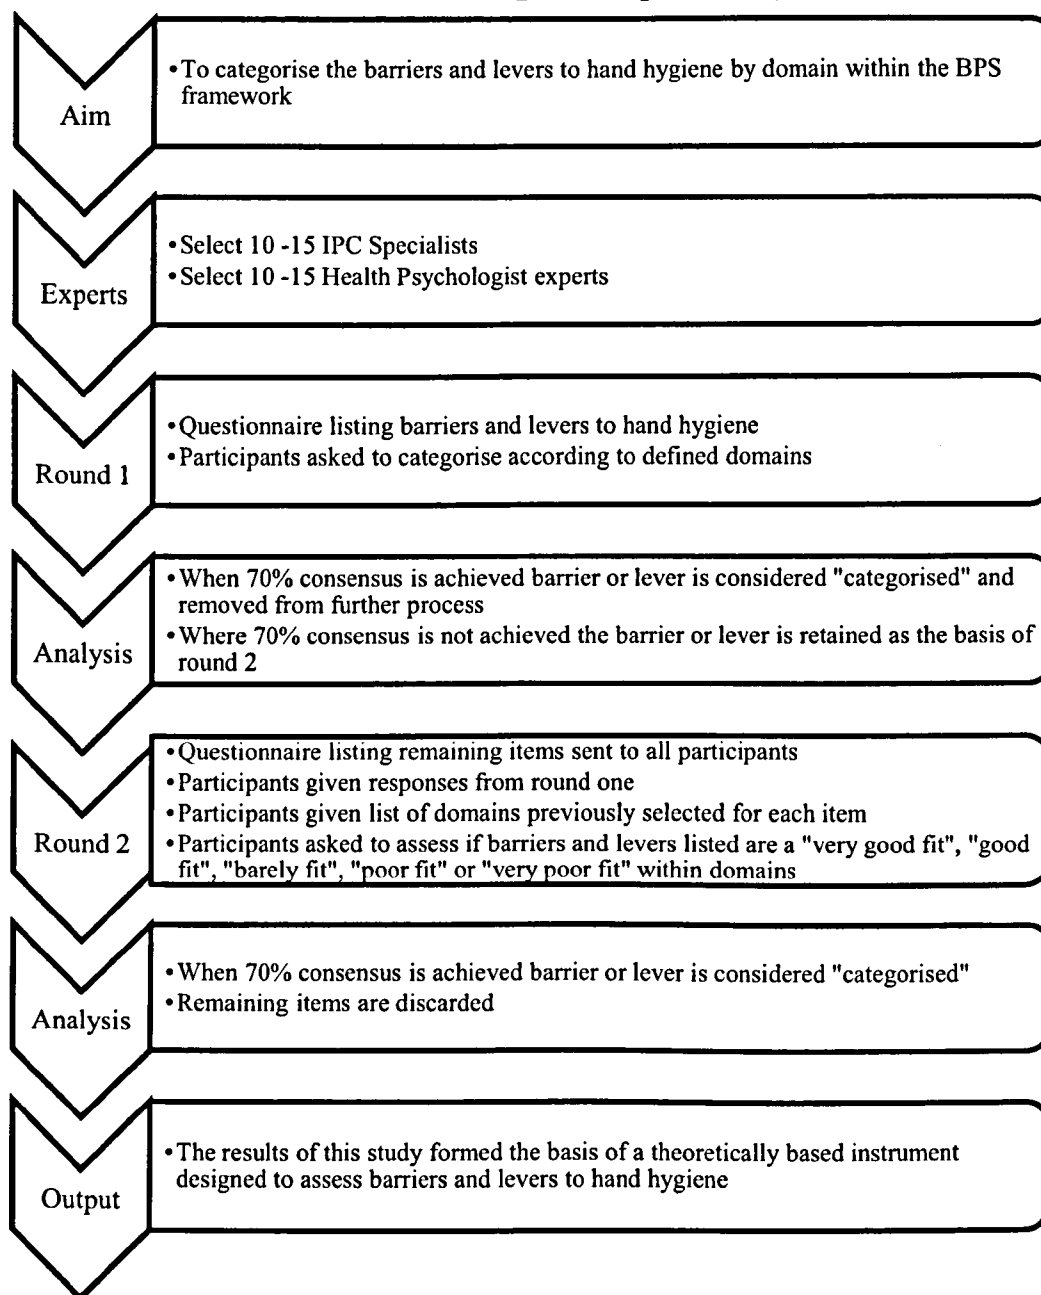 Aim
•To categorise the barriers and levers to hand hygiene by domain within the BPS
framework
Experts
•Select 10 -15 IPC Specialists
•Select 10 -15 Health Psychologist experts
Round 1
•Questionnaire listing barriers and levers to hand hygiene
•Participants asked to categorise according to defined domains
Analysis
•When 70% consensus is achieved barrier or lever is considered "categorised" and
removed from further process
•Where 70% consensus is not achieved the barrier or lever is retained as the basis of
round 2
Round 2
•Questionnaire listing remaining items sent to all participants
•Participants given responses from round one
•Participants given list of domains previously selected for each item
•Participants asked to assess if barriers and levers listed are a "very good fit", "good
fit", "barely fit", "poor fit" or "very poor fit" within domains
Analysis
•When 70% consensus is achieved barrier or lever is considered "categorised"
•Remaining items are discarded
Output
•The results of this study formed the basis of a theoretically based instrument
designed to assess barriers and levers to hand hygiene